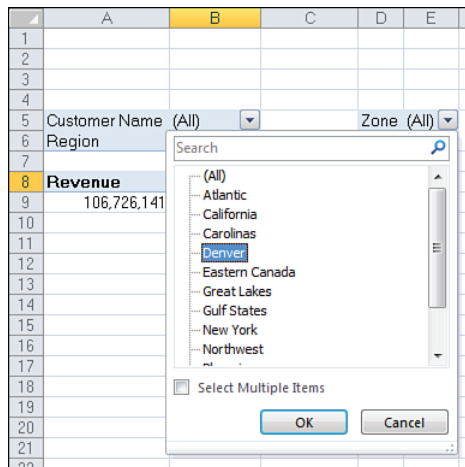 A B C D E
1
2
3
4
5 Customer Name (All) Zone (All)
6 Region
Search
7
8 Revenue (All)
9 106,726,141 Atlantic
10 California
11 Carolinas
12 Denver
13 Eastern Canada
14 Great Lakes
15 Gulf States
New York
16 Northwest
17
18 Select Multiple Items
19
20 OK Cancel
21